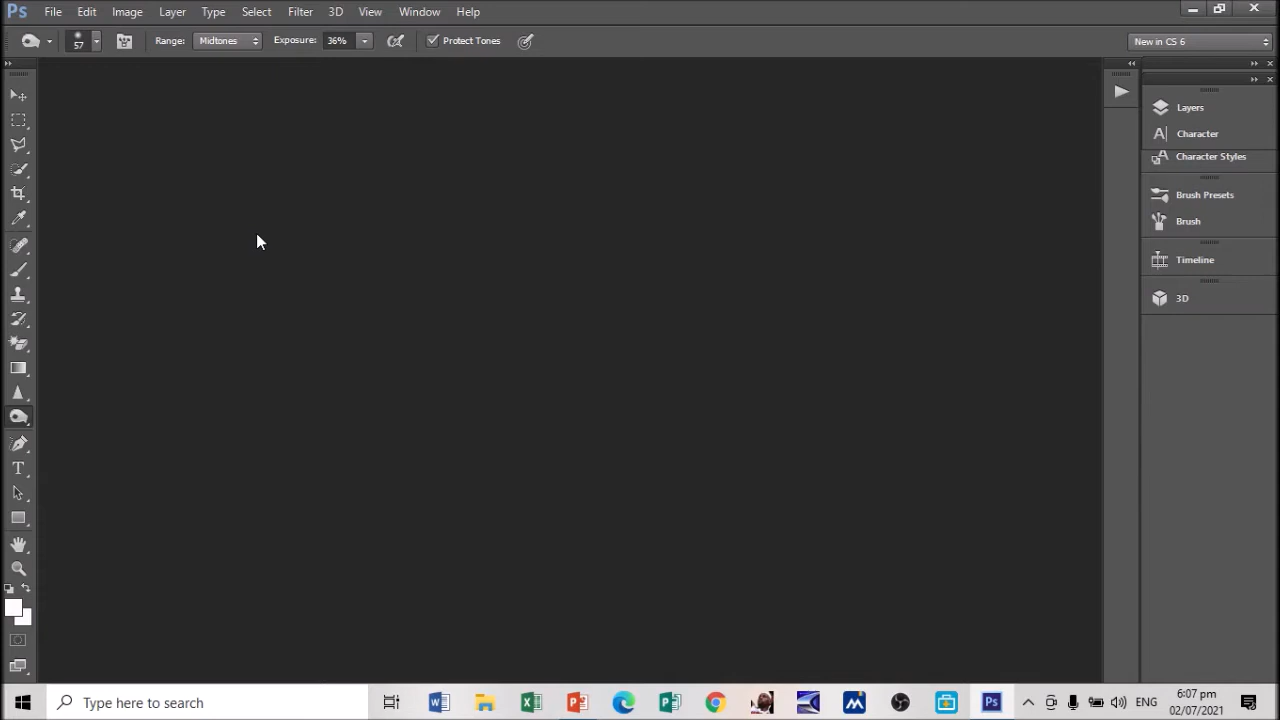 Ps File Edit Image Layer Type Select Filter 3D View Window Help
57 Range: Midtones Exposure: 36% Protect Tones New in CS 6
Layers
A Character
A Character Styles
Brush Presets
Brush
Timeline
3D
T
Type here to search
Ps
ENG
6:07 pm
02/07/2021